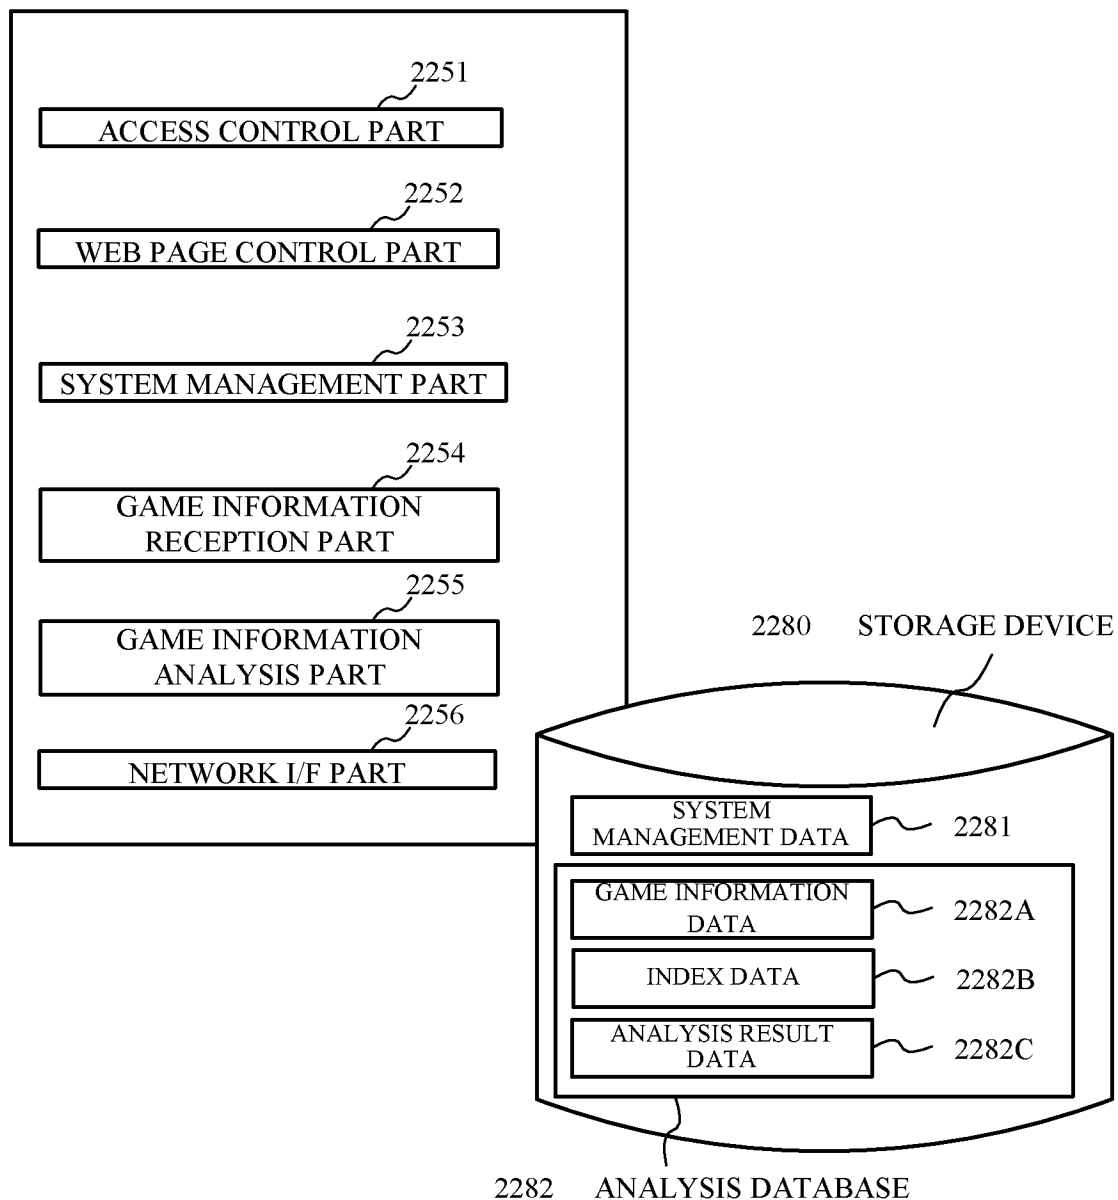 2251
ACCESS CONTROL PART
2252
WEB PAGE CONTROL PART
2253
SYSTEM MANAGEMENT PART
2254
GAME INFORMATION
RECEPTION PART
2255
GAME INFORMATION
ANALYSIS PART
2256
NETWORK I/F PART
2280 STORAGE DEVICE
SYSTEM
MANAGEMENT DATA
2281
GAME INFORMATION
DATA
2282A
INDEX DATA
2282B
ANALYSIS RESULT
DATA
2282C
2282 ANALYSIS DATABASE